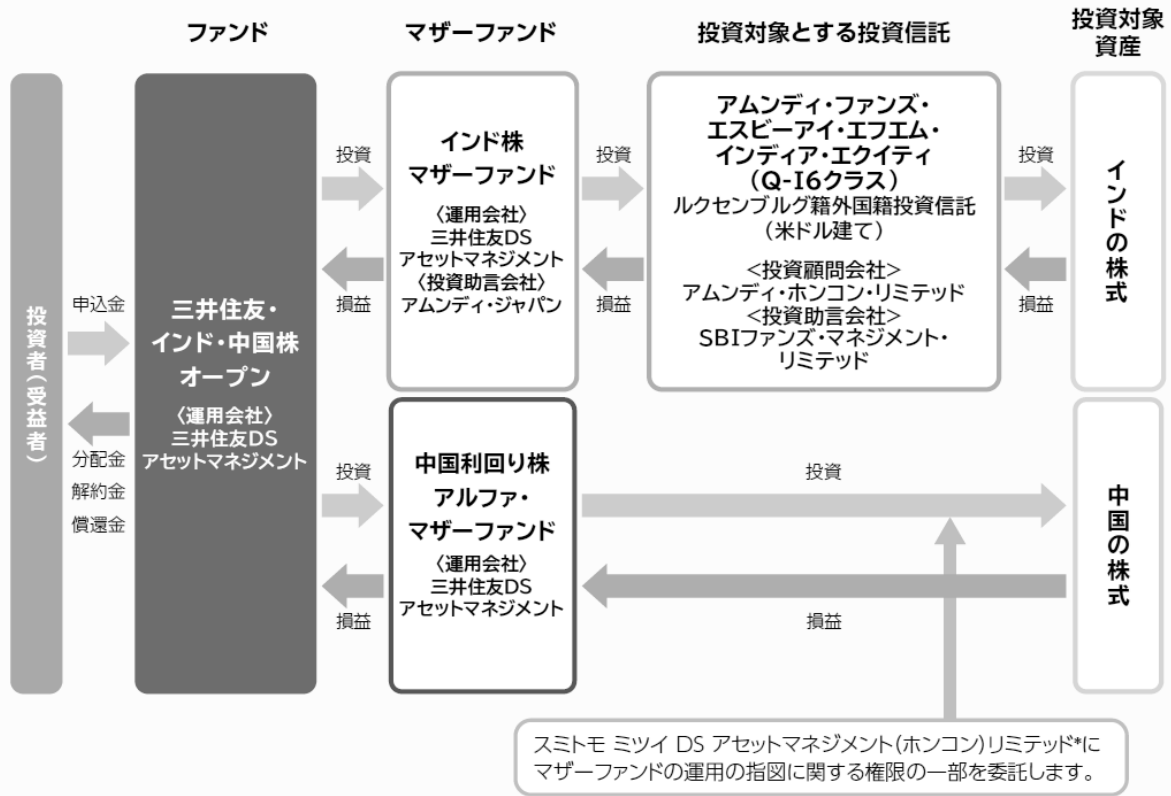 ファンド
マザーファンド
投資対象とする投資信託
投資対象
資産
投資者(受益者)
申込金
分配金
解約金
償還金
三井住友・
インド・中国株
オープン
〈運用会社〉
三井住友DS
アセットマネジメント
投資
損益
インド株
マザーファンド
〈運用会社〉
三井住友DS
アセットマネジメント
〈投資助言会社〉
アムンディ・ジャパン
投資
損益
アムンディ・ファンズ・
エスビーアイ・エフエム・
インディア・エクイティ
(Q-I6クラス)
ルクセンブルグ籍外国籍投資信託
(米ドル建て)
<投資顧問会社>
アムンディ・ホンコン・リミテッド
<投資助言会社>
SBIファンズ・マネジメント・
リミテッド
投資
損益
インドの株式
投資
損益
中国利回り株
アルファ・
マザーファンド
〈運用会社〉
三井住友DS
アセットマネジメント
投資
損益
中国の株式
スミトモ ミツイ DS アセットマネジメント(ホンコン)リミテッド*に
マザーファンドの運用の指図に関する権限の一部を委託します。